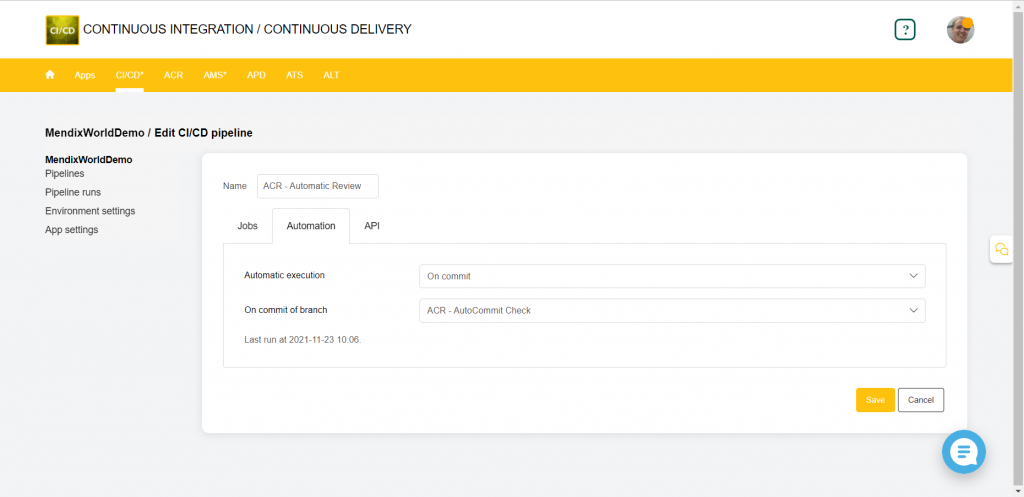 CI/CD CONTINUOUS INTEGRATION / CONTINUOUS DELIVERY
?
Apps CI/CD* ACR AMS* APD ATS ALT
MendixWorldDemo / Edit CI/CD pipeline
MendixWorldDemo
Pipelines
Pipeline runs
Environment settings
App settings
Name ACR - Automatic Review
Jobs Automation API
Automatic execution On commit
On commit of branch ACR - AutoCommit Check
Last run at 2021-11-23 10:06.
Save Cancel